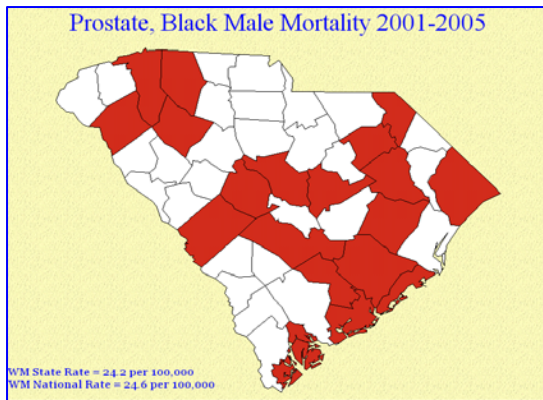 Prostate, Black Male Mortality 2001-2005
WM State Rate = 24.2 per 100,000
WM National Rate = 24.6 per 100,000